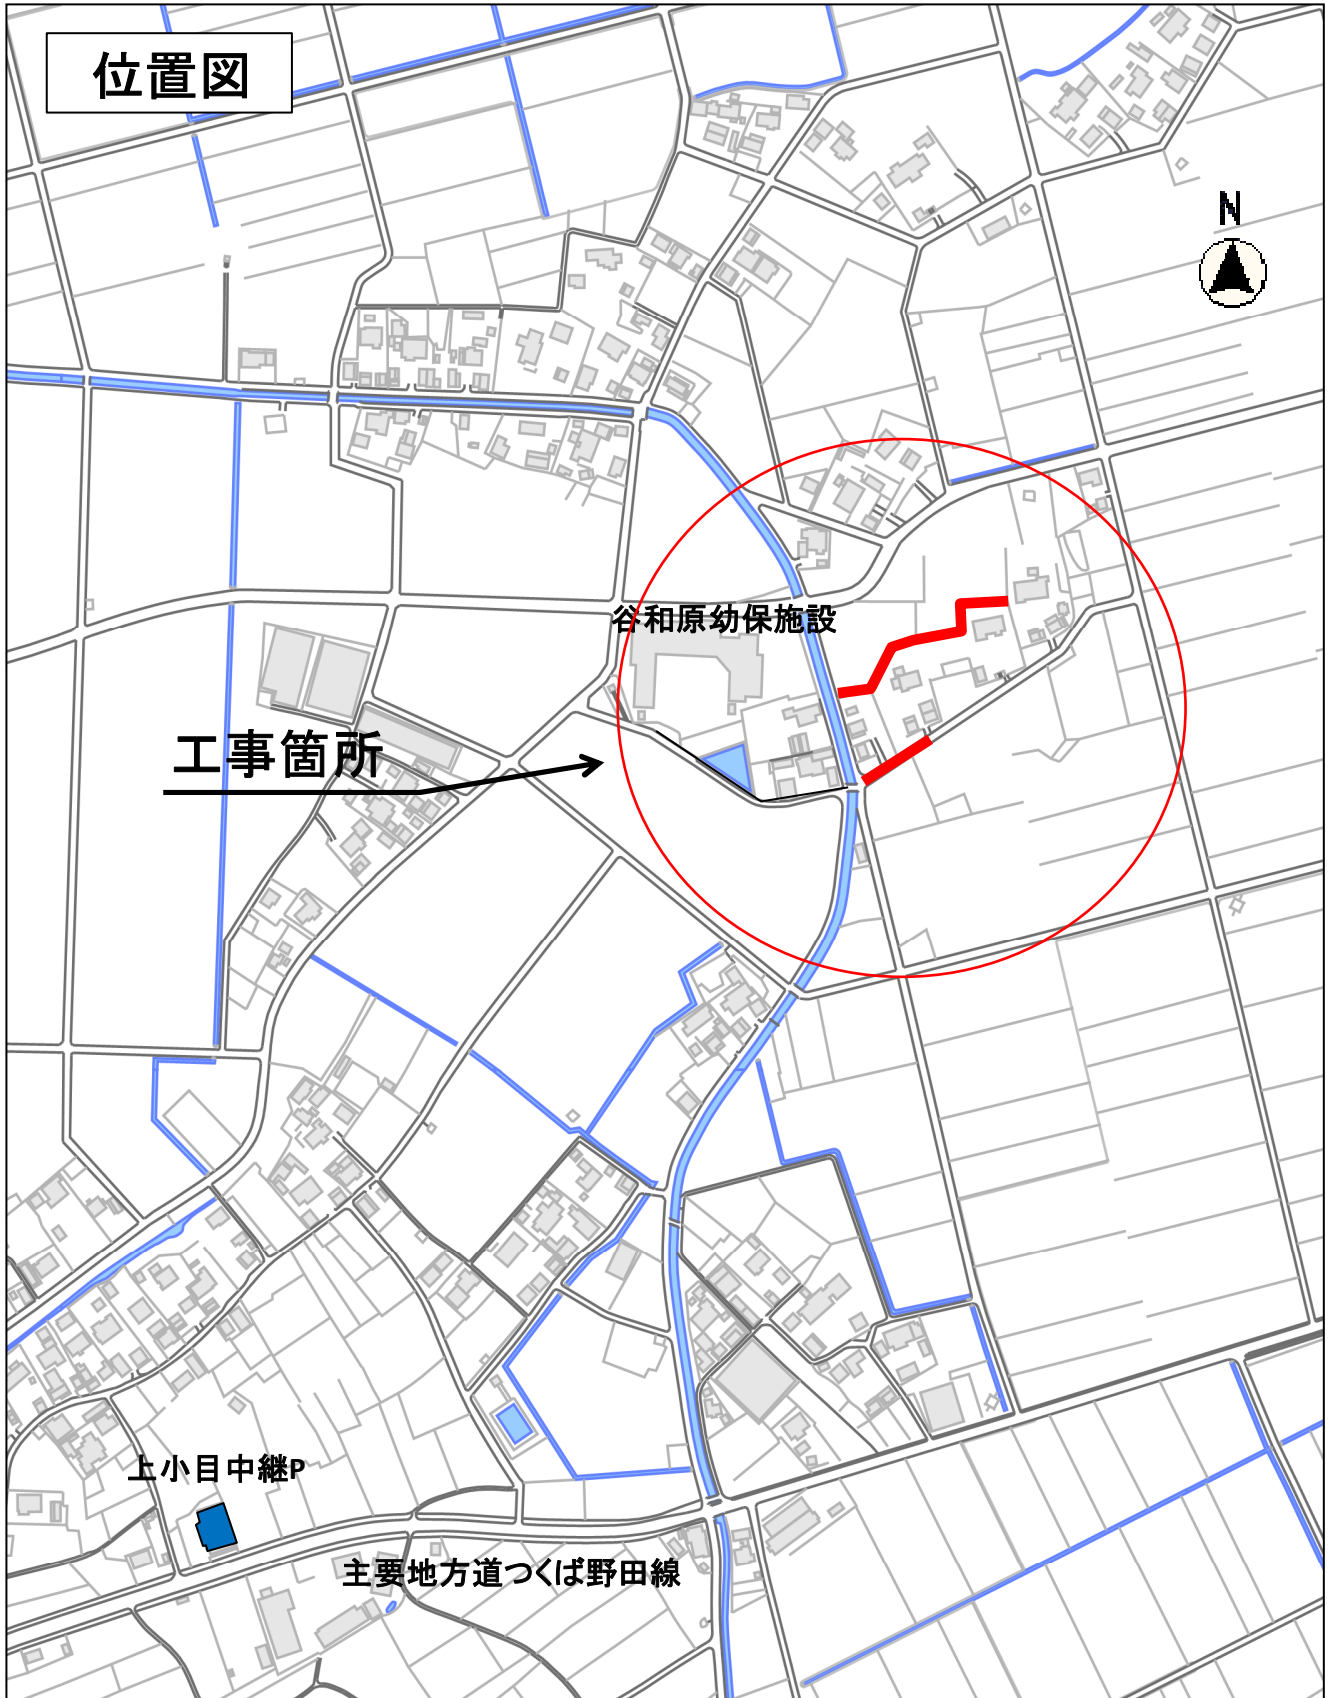 位置図
N
谷和原幼保施設
工事箇所
上小目中継P
主要地方道つくば野田線